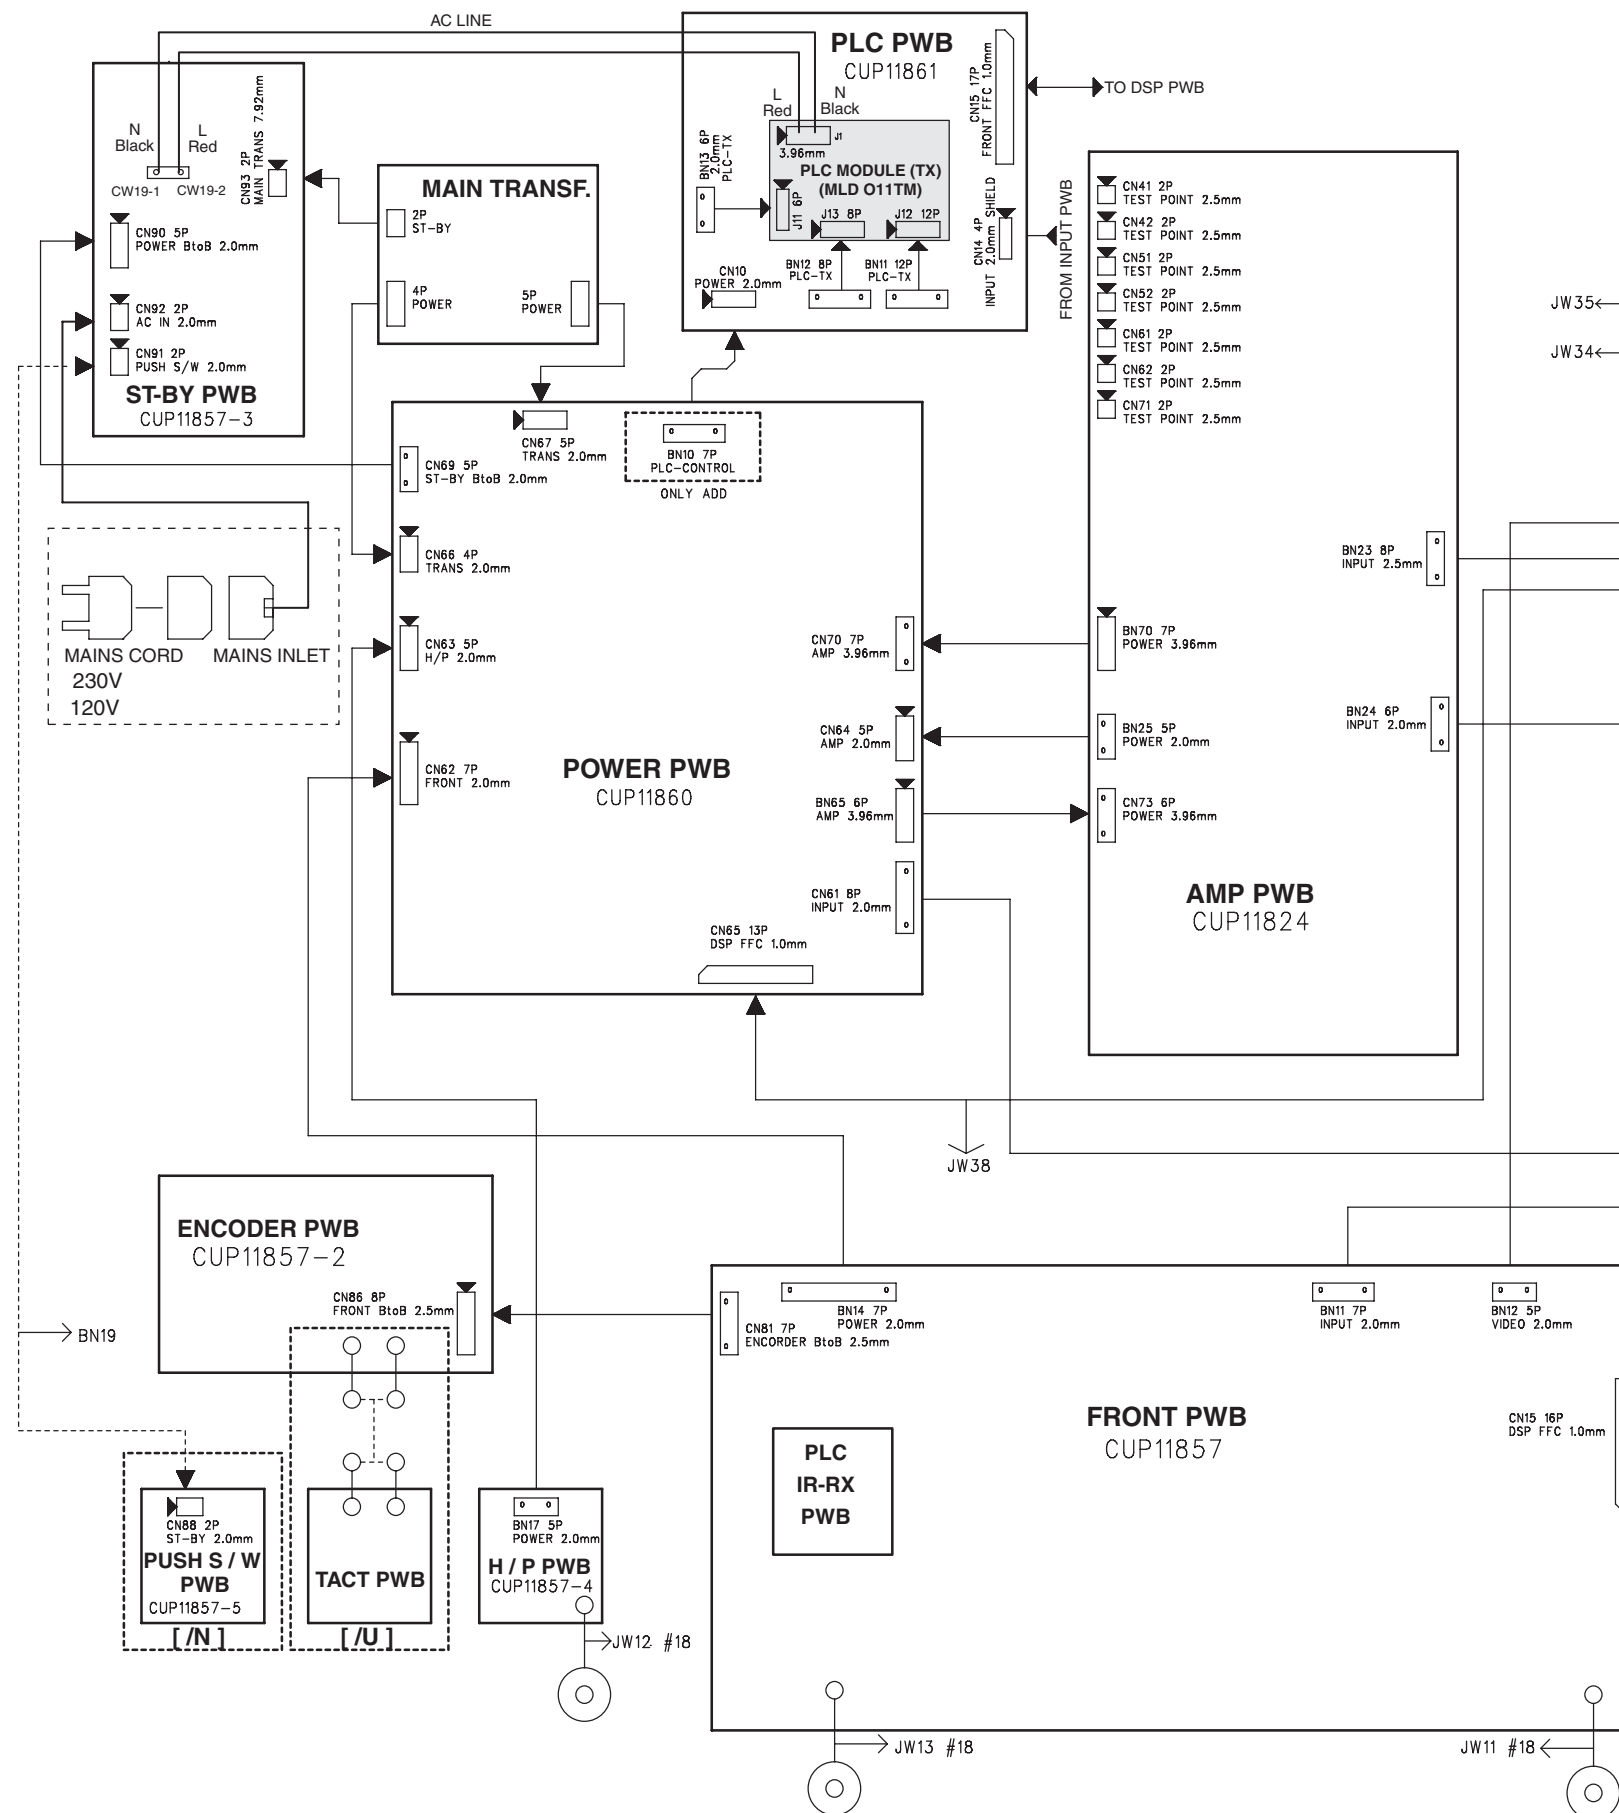 AC LINE
PLC PWB
CUP11861
CN15 17P
FRONT FFC 1.0mm
TO DSP PWB
L
Red
N
Black
J1
3.96mm
PLC MODULE (TX)
(MLD O11TM)
BN13 6P
2.0mm
PLC-TX
J11 6P
J13 8P
J12 12P
BN12 8P
PLC-TX
BN11 12P
PLC-TX
CN10
POWER 2.0mm
CN14 4P
INPUT 2.0mm SHIELD
FROM INPUT PWB
N
Black
L
Red
CW19-1
CW19-2
CN93 2P
MAIN TRANS 7.92mm
CN90 5P
POWER BtoB 2.0mm
CN92 2P
AC IN 2.0mm
CN91 2P
PUSH S/W 2.0mm
ST-BY PWB
CUP11857-3
MAIN TRANSF.
2P
ST-BY
4P
POWER
5P
POWER
CN41 2P
TEST POINT 2.5mm
CN42 2P
TEST POINT 2.5mm
CN51 2P
TEST POINT 2.5mm
CN52 2P
TEST POINT 2.5mm
CN61 2P
TEST POINT 2.5mm
CN62 2P
TEST POINT 2.5mm
CN71 2P
TEST POINT 2.5mm
JW35
JW34
CN67 5P
TRANS 2.0mm
BN10 7P
PLC-CONTROL
ONLY ADD
CN69 5P
ST-BY BtoB 2.0mm
CN66 4P
TRANS 2.0mm
CN63 5P
H/P 2.0mm
CN62 7P
FRONT 2.0mm
POWER PWB
CUP11860
CN70 7P
AMP 3.96mm
CN64 5P
AMP 2.0mm
BN65 6P
AMP 3.96mm
CN61 8P
INPUT 2.0mm
CN65 13P
DSP FFC 1.0mm
MAINS CORD
MAINS INLET
230V
120V
BN23 8P
INPUT 2.5mm
BN70 7P
POWER 3.96mm
BN24 6P
INPUT 2.0mm
BN25 5P
POWER 2.0mm
CN73 6P
POWER 3.96mm
AMP PWB
CUP11824
JW38
ENCODER PWB
CUP11857-2
CN86 8P
FRONT BtoB 2.5mm
BN19
CN81 7P
ENCORDER BtoB 2.5mm
BN14 7P
POWER 2.0mm
BN11 7P
INPUT 2.0mm
BN12 5P
VIDEO 2.0mm
FRONT PWB
CUP11857
CN15 16P
DSP FFC 1.0mm
PLC
IR-RX
PWB
CN88 2P
ST-BY 2.0mm
PUSH S / W
PWB
CUP11857-5
[ /N ]
TACT PWB
[ /U ]
BN17 5P
POWER 2.0mm
H / P PWB
CUP11857-4
JW12 #18
JW13 #18
JW11 #18